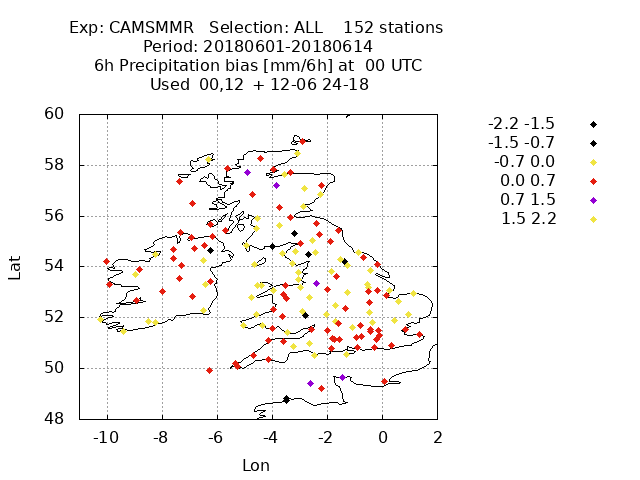 Exp: CAMSMMR   Selection: ALL    152 stations
Period: 20180601-20180614
6h Precipitation bias [mm/6h] at  00 UTC
Used  00,12  + 12-06 24-18
60
58
56
54
52
50
48
Lat
-10 -8 -6 -4 -2 0 2
Lon
-2.2 -1.5
-1.5 -0.7
-0.7 0.0
0.0 0.7
0.7 1.5
1.5 2.2